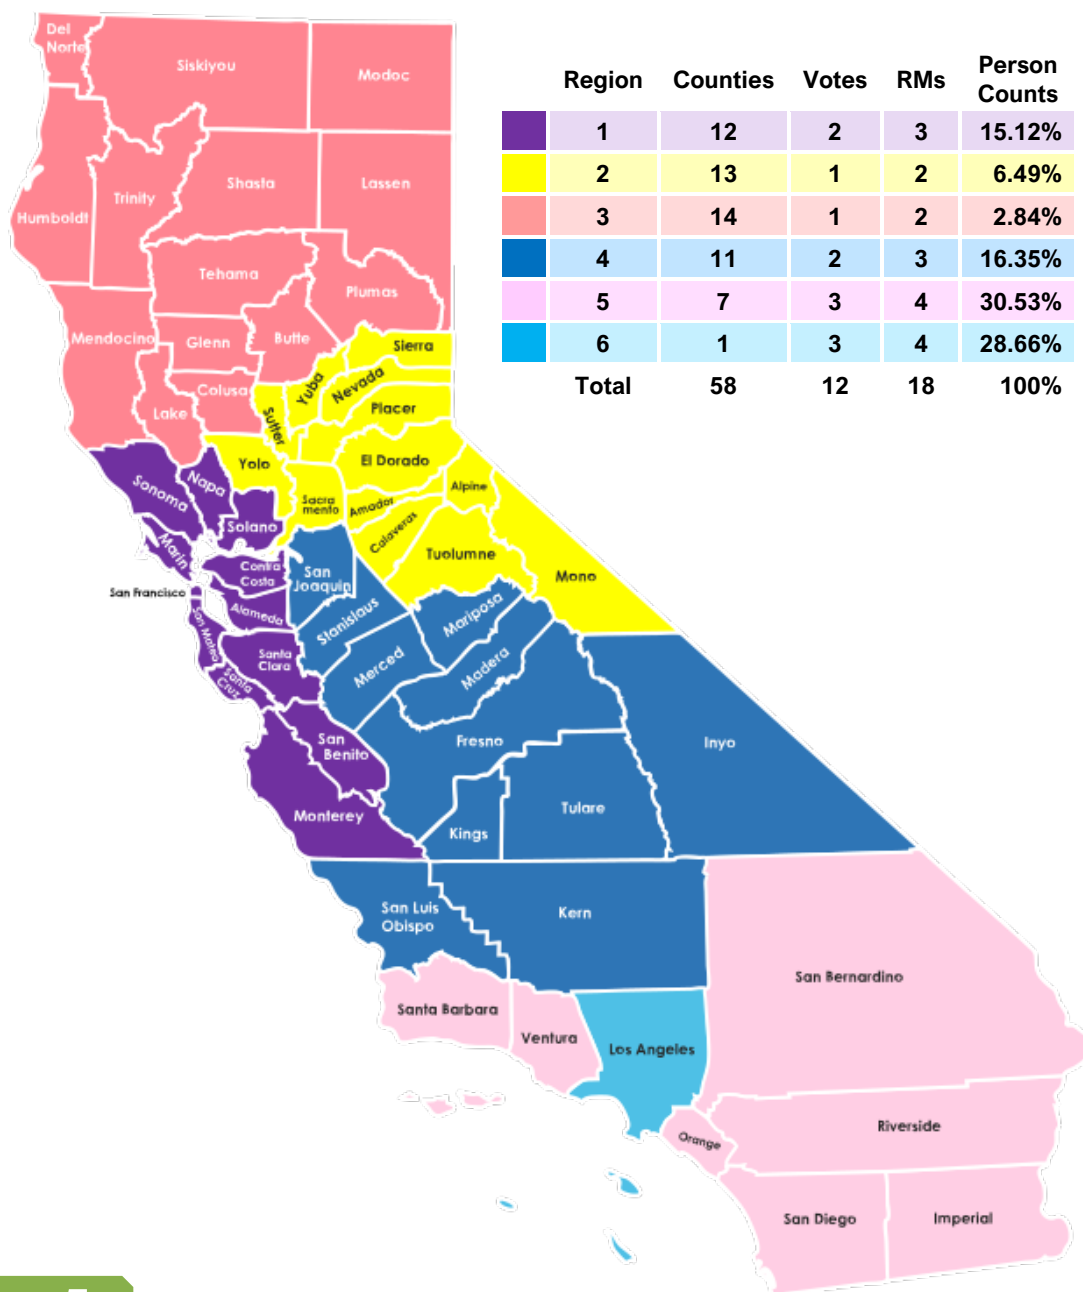 Region Counties Votes RMs Person Counts
1 12 2 3 15.12%
2 13 1 2 6.49%
3 14 1 2 2.84%
4 11 2 3 16.35%
5 7 3 4 30.53%
6 1 3 4 28.66%
Total 58 12 18 100%
Del
Norte
Siskiyou
Modoc
Humboldt
Trinity
Shasta
Lassen
Tehama
Plumas
Mendocino
Glenn
Butte
Colusa
Lake
Sierra
Yuba
Nevada
Sutter
Placer
Yolo
El Dorado
Sacra
mento
Amador
Alpine
Calaveras
Tuolumne
Mono
Sonoma
Napa
Solano
Marin
Contra
Costa
San Francisco
Alameda
San Mateo
Santa
Clara
Santa
Cruz
San
Benito
Monterey
San
Joaquin
Stanislaus
Mariposa
Merced
Madera
Fresno
Inyo
Tulare
Kings
San Luis
Obispo
Kern
San Bernardino
Santa Barbara
Ventura
Los Angeles
Orange
Riverside
San Diego
Imperial